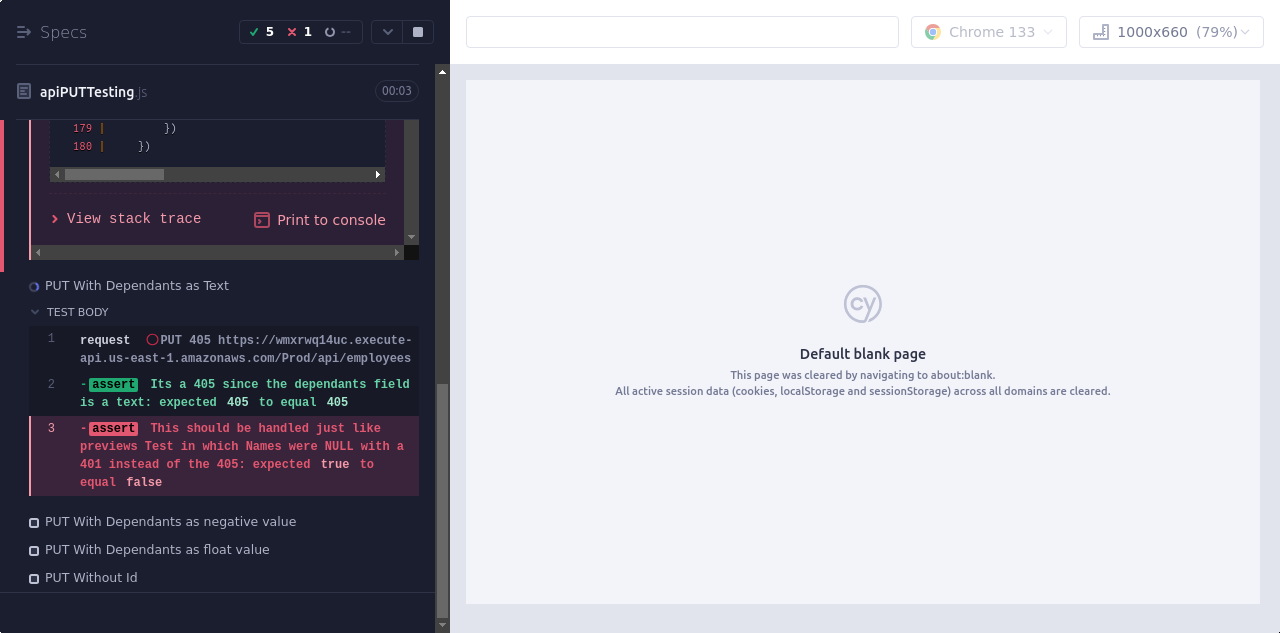 Specs
5
1
--
Chrome 133
1000x660 (79%)
apiPUTTesting.js
00:03
179 | })
180 | })
View stack trace
Print to console
PUT With Dependants as Text
TEST BODY
1 request PUT 405 https://wmxrwq14uc.execute-
api.us-east-1.amazonaws.com/Prod/api/employees
2 -assert Its a 405 since the dependants field
is a text: expected 405 to equal 405
3 -assert This should be handled just like
previews Test in which Names were NULL with a
401 instead of the 405: expected true to
equal false
PUT With Dependants as negative value
PUT With Dependants as float value
PUT Without Id
cy
Default blank page
This page was cleared by navigating to about:blank.
All active session data (cookies, localStorage and sessionStorage) across all domains are cleared.